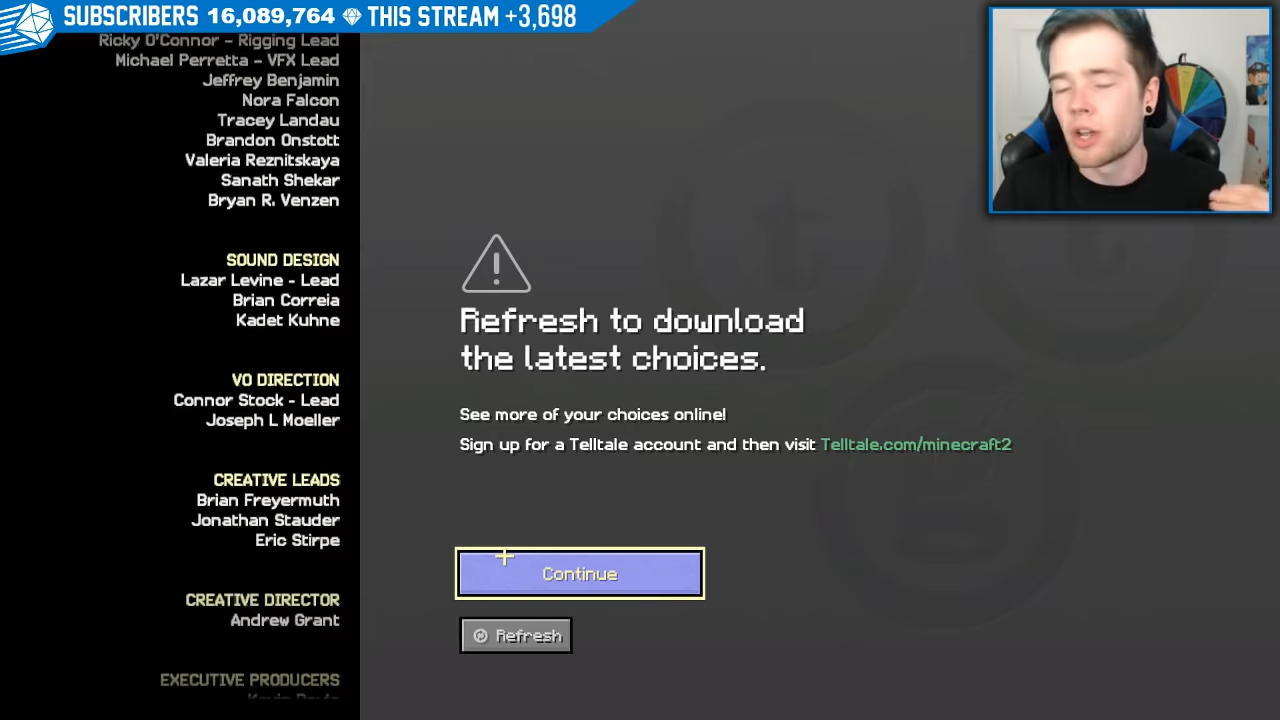 SUBSCRIBERS 16,089,764 THIS STREAM +3,698
Ricky O'Connor - Rigging Lead
Michael Perretta - VFX Lead
Jeffrey Benjamin
Nora Falcon
Tracey Landau
Brandon Onstott
Valeria Reznitskaya
Sanath Shekar
Bryan R. Venzen
SOUND DESIGN
Lazar Levine - Lead
Brian Correia
Kadet Kuhne
VO DIRECTION
Connor Stock - Lead
Joseph L Moeller
CREATIVE LEADS
Brian Freyermuth
Jonathan Stauder
Eric Stirpe
CREATIVE DIRECTOR
Andrew Grant
EXECUTIVE PRODUCERS
Refresh to download
the latest choices.
See more of your choices online!
Sign up for a Telltale account and then visit Telltale.com/minecraft2
Continue
Refresh